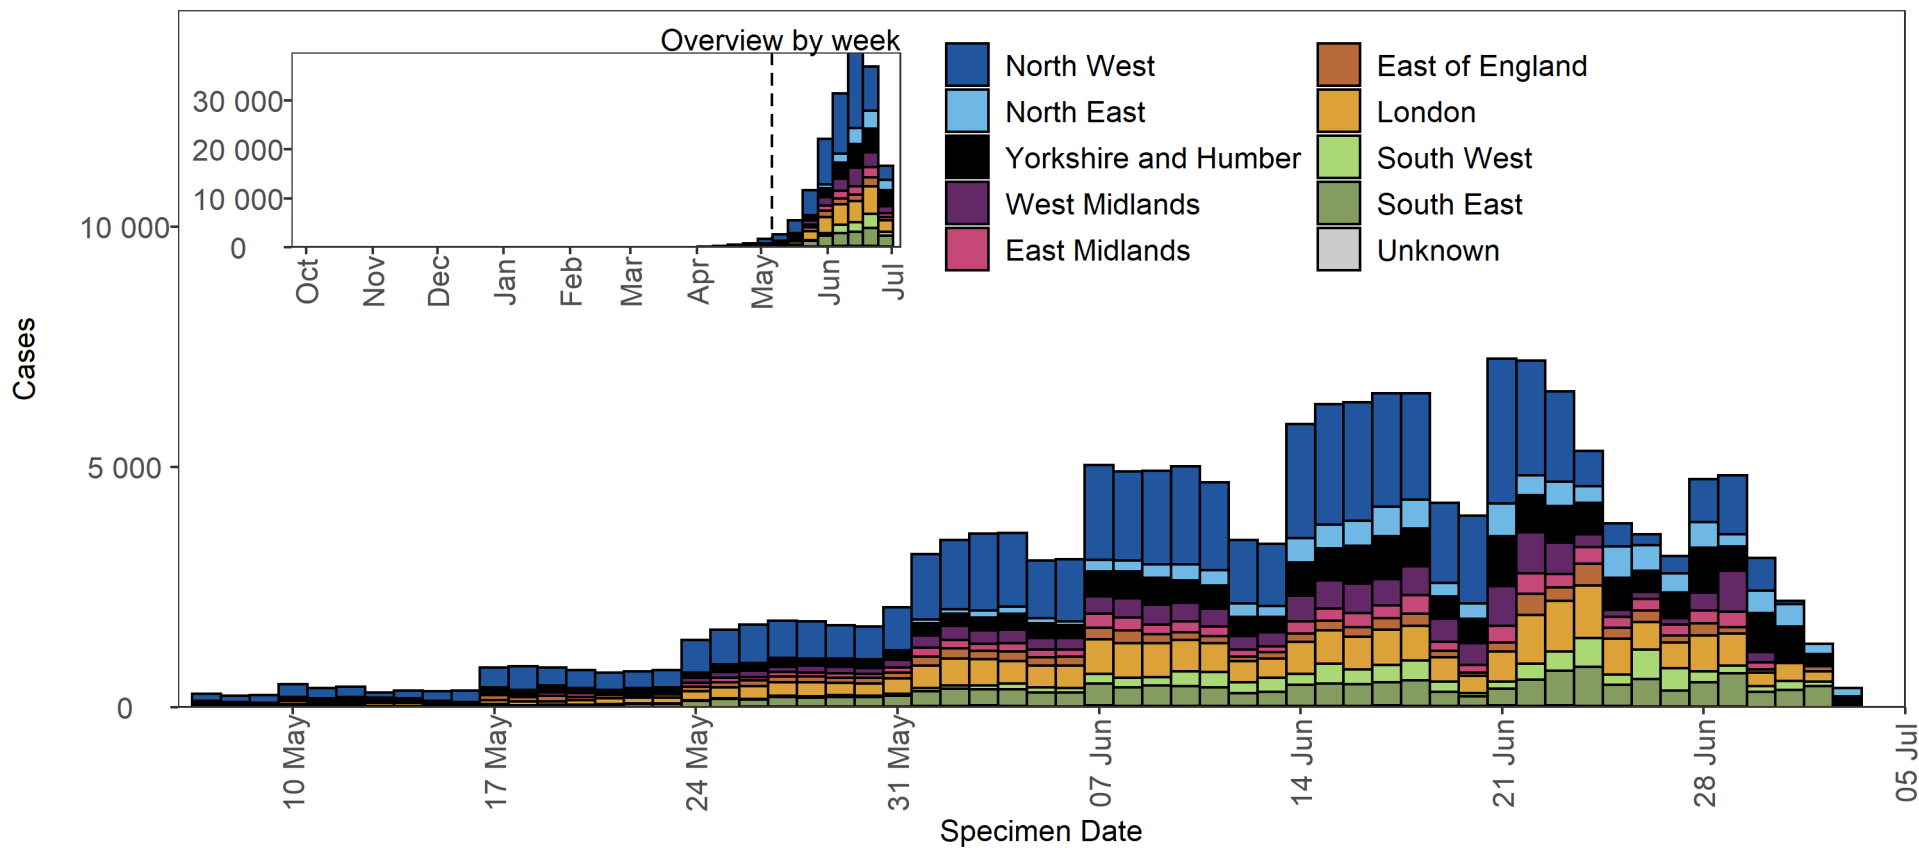 Overview by week
30 000
20 000
10 000
0
Oct
Nov
Dec
Jan
Feb
Mar
Apr
May
Jun
Jul
North West
North East
Yorkshire and Humber
West Midlands
East Midlands
East of England
London
South West
South East
Unknown
Cases
10 000
5 000
0
10 May
17 May
24 May
31 May
07 Jun
14 Jun
21 Jun
28 Jun
05 Jul
Specimen Date